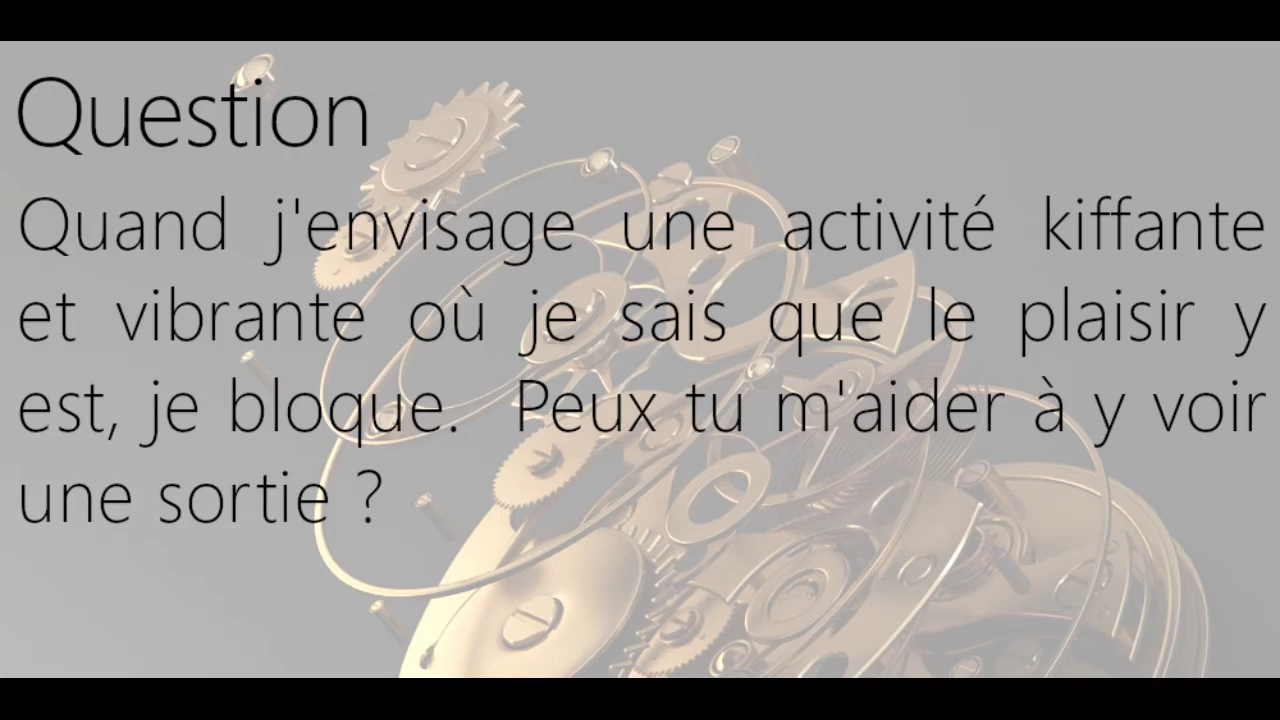 Question
Quand j'envisage une activité kiffante
et vibrante où je sais que le plaisir y
est, je bloque.  Peux tu m'aider à y voir
une sortie ?